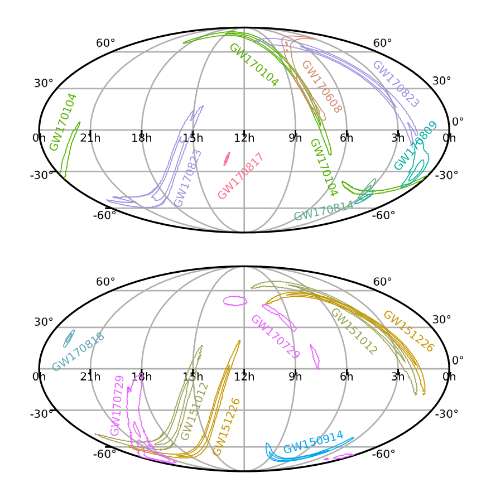 60°
60°
GW170104
GW170608
GW170823
30°
30°
GW170104
0°
0h
21h
18h
15h
12h
9h
6h
3h
0h
GW170809
GW170104
GW170823
GW170817
-30°
-30°
GW170814
-60°
-60°
60°
60°
30°
30°
GW170729
GW151012
GW151226
GW170818
0°
0h
21h
18h
15h
12h
9h
6h
3h
0h
GW170729
GW151012
GW151226
-30°
-30°
GW150914
-60°
-60°